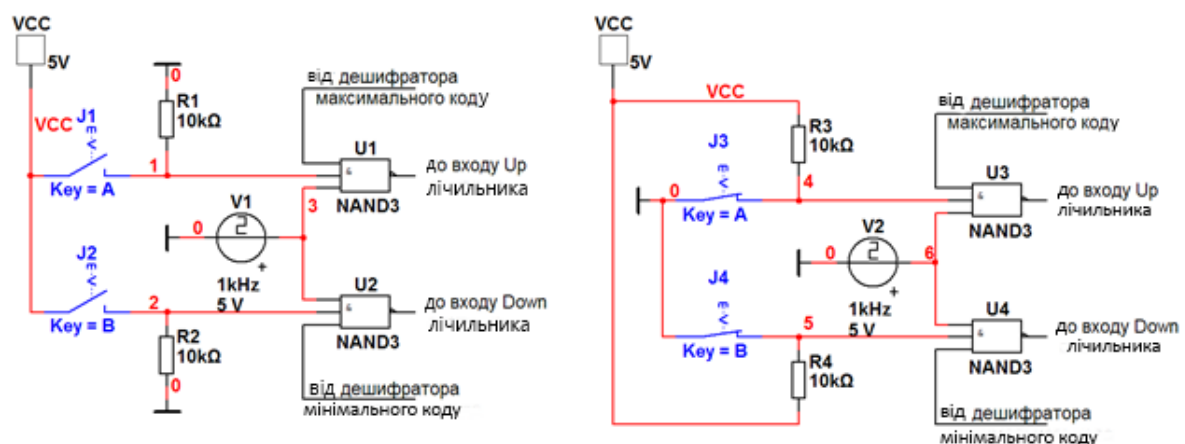 VCC
5V
0
R1
10kΩ
від дешифратора
максимального коду
J1
VCC
Key = A
1
U1
&
NAND3
до входу Up
лічильника
3
V1
0
1kHz
5 V
J2
Key = B
2
U2
&
NAND3
до входу Down
лічильника
R2
10kΩ
0
від дешифратора
мінімального коду
VCC
5V
VCC
R3
10kΩ
від дешифратора
максимального коду
J3
0
Key = A
4
U3
&
NAND3
до входу Up
лічильника
V2
0
6
1kHz
5 V
J4
Key = B
5
U4
&
NAND3
до входу Down
лічильника
R4
10kΩ
від дешифратора
мінімального коду